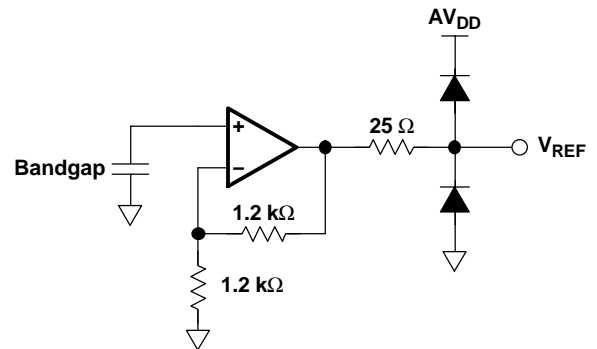 AVDD
25 Ω
+
VREF
Bandgap
−
1.2 kΩ
1.2 kΩ